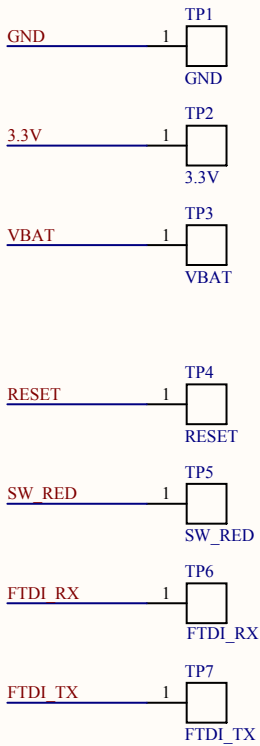 TP1
GND 1
GND
TP2
3.3V 1
3.3V
TP3
VBAT 1
VBAT
TP4
RESET 1
RESET
TP5
SW_RED 1
SW_RED
TP6
FTDI_RX 1
FTDI_RX
TP7
FTDI_TX 1
FTDI_TX